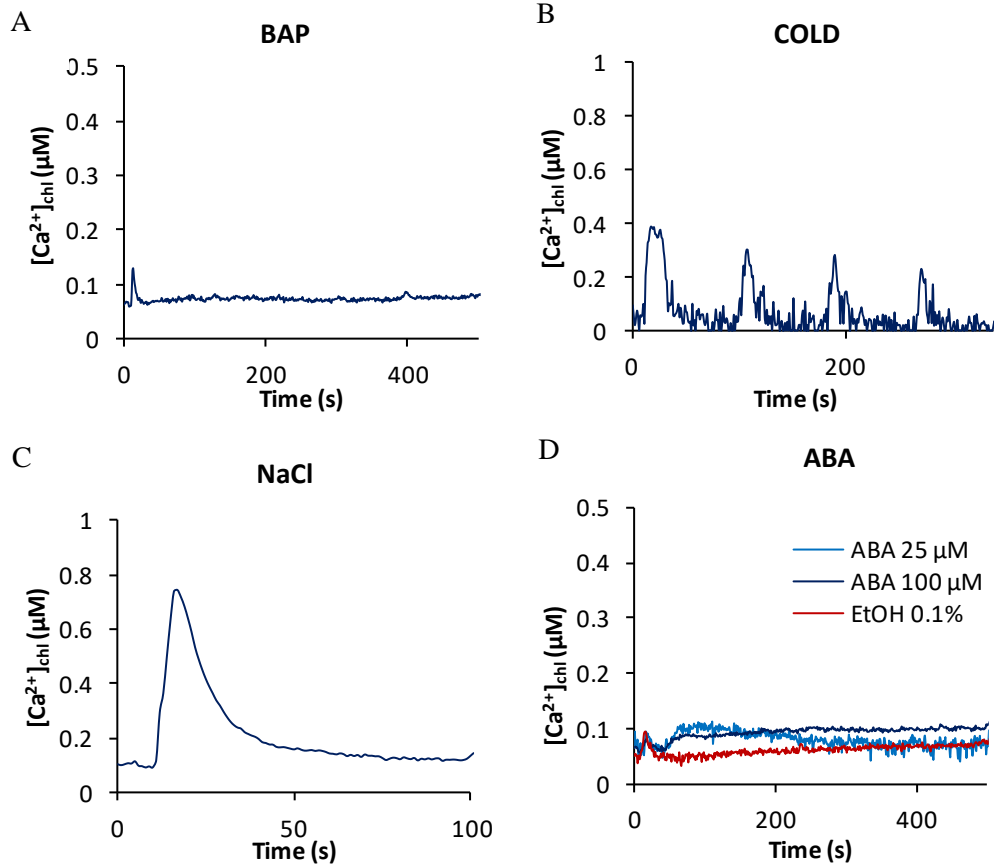 A
BAP
0.5
0.4
0.3
0.2
0.1
0
[Ca²⁺]chl (µM)
0 200 400
Time (s)
B
COLD
1
0.8
0.6
0.4
0.2
0
[Ca²⁺]chl (µM)
0 200
Time (s)
C
NaCl
1
0.8
0.6
0.4
0.2
0
[Ca²⁺]chl (µM)
0 50 100
Time (s)
D
ABA
0.5
0.4
0.3
0.2
0.1
0
[Ca²⁺]chl (µM)
ABA 25 µM
ABA 100 µM
EtOH 0.1%
0 200 400
Time (s)